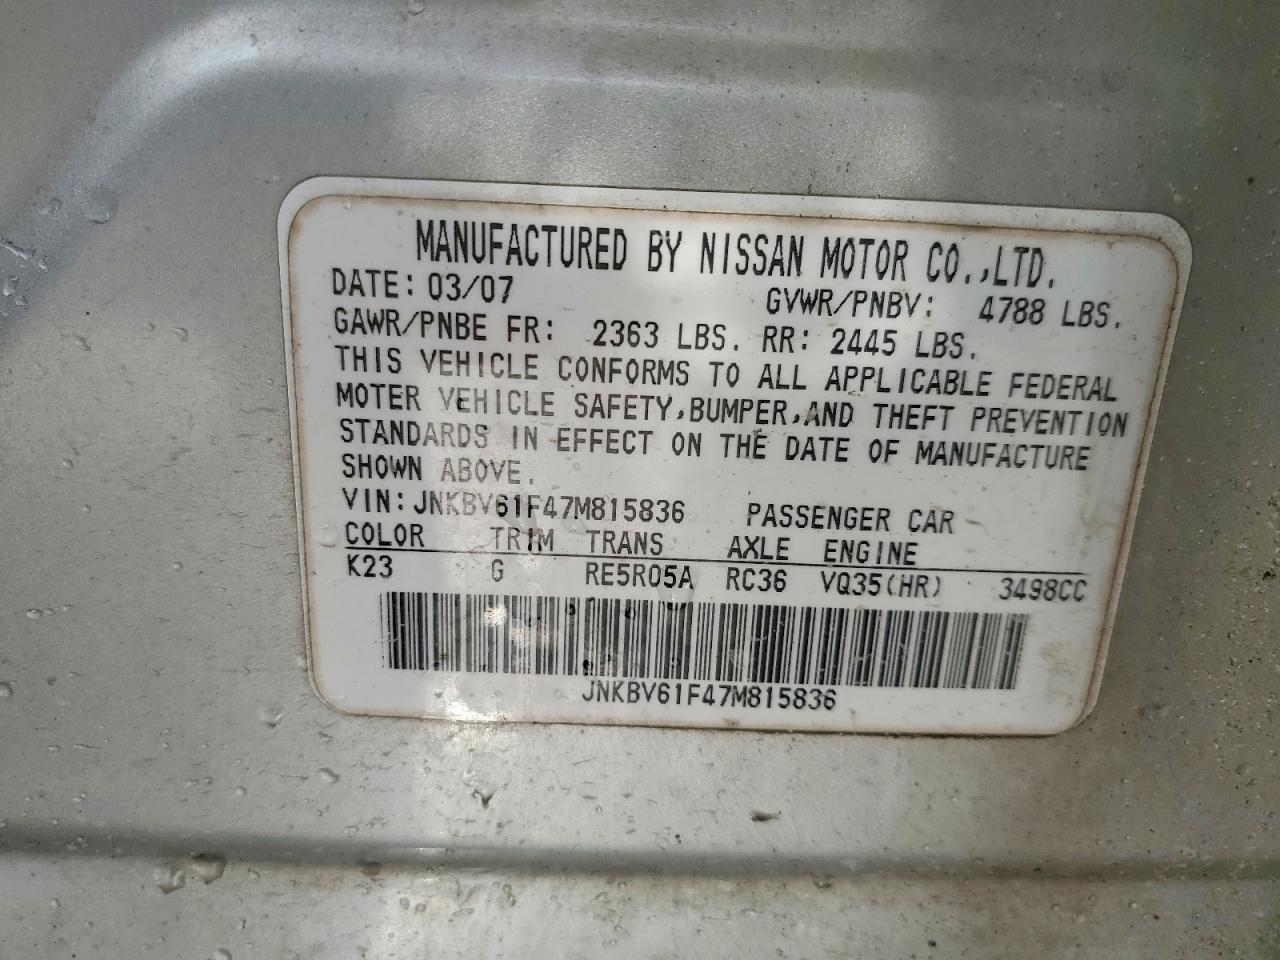 MANUFACTURED BY NISSAN MOTOR CO.,LTD.
DATE: 03/07 GVWR/PNBV: 4788 LBS.
GAWR/PNBE FR: 2363 LBS. RR: 2445 LBS.
THIS VEHICLE CONFORMS TO ALL APPLICABLE FEDERAL
MOTER VEHICLE SAFETY,BUMPER,AND THEFT PREVENTION
STANDARDS IN EFFECT ON THE DATE OF MANUFACTURE
SHOWN ABOVE.
VIN:JNKBV61F47M815836 PASSENGER CAR
COLOR TRIM TRANS AXLE ENGINE
K23 G RE5R05A RC36 VQ35(HR) 3498CC
JNKBV61F47M815836